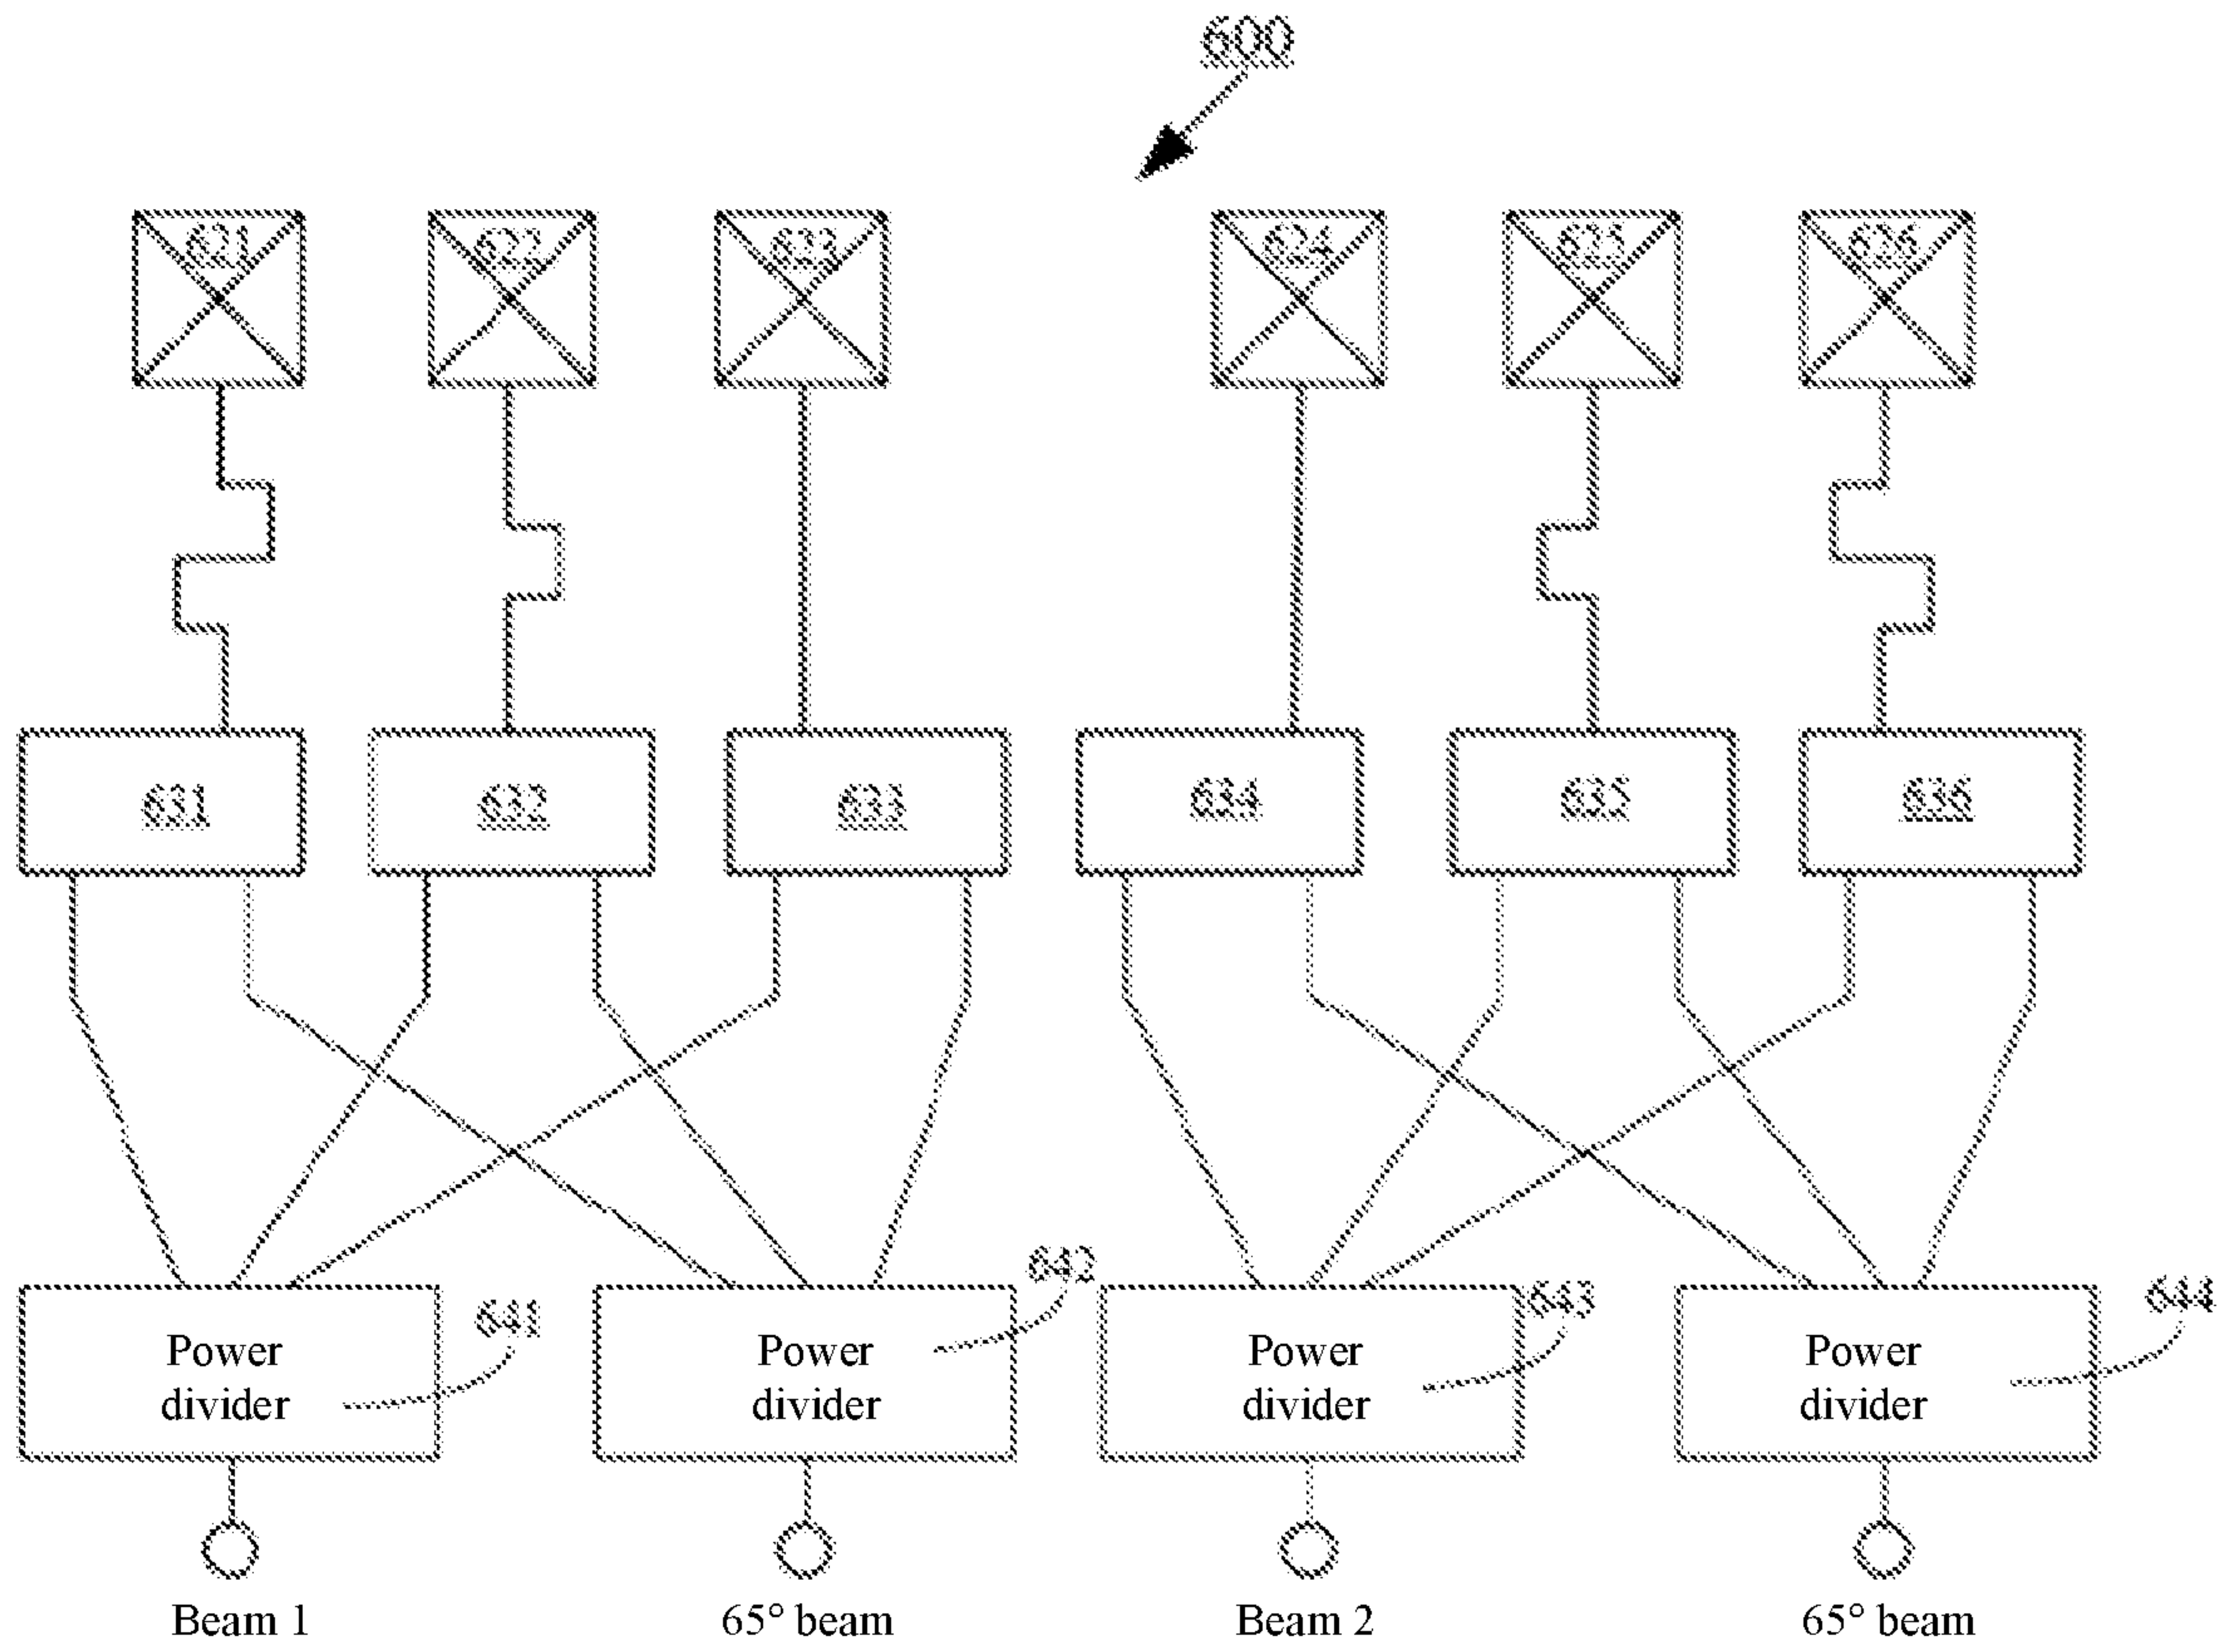 600
621 622 633 624 625 626
631 632 633 634 635 636
642
641 643 644
Power divider Power divider Power divider Power divider
Beam 1 65° beam Beam 2 65° beam